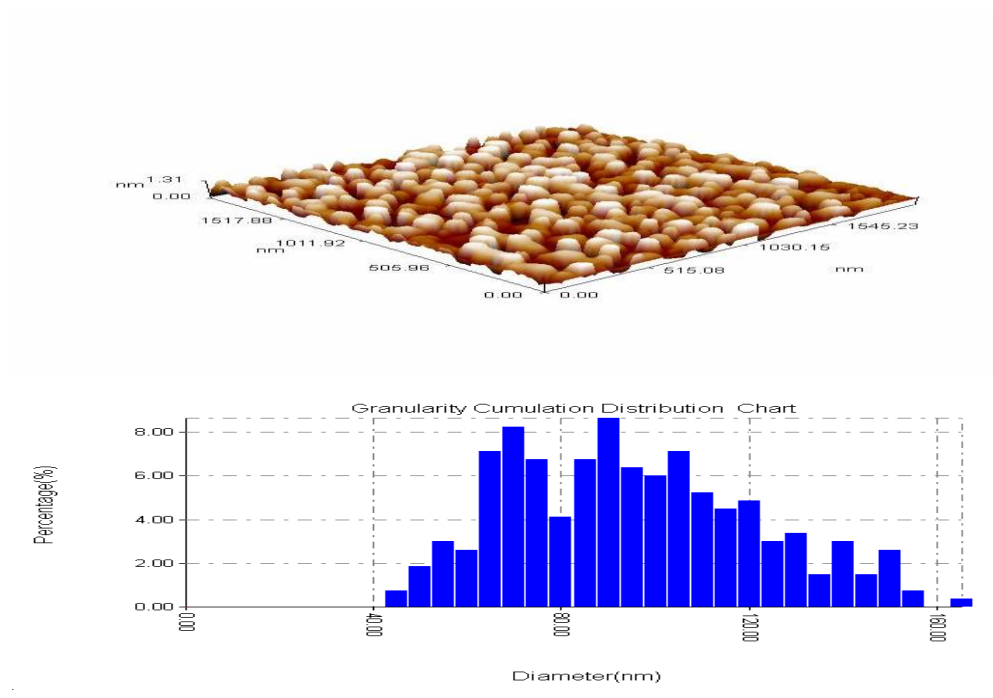 nm 1.31
0.00
1517.88
1011.92
nm
505.96
0.00
0.00
515.08
1030.15
1545.23
nm
Granularity Cumulation Distribution Chart
Percentage(%)
8.00
6.00
4.00
2.00
0.00
0.00 40.00 80.00 120.00 160.00
Diameter(nm)